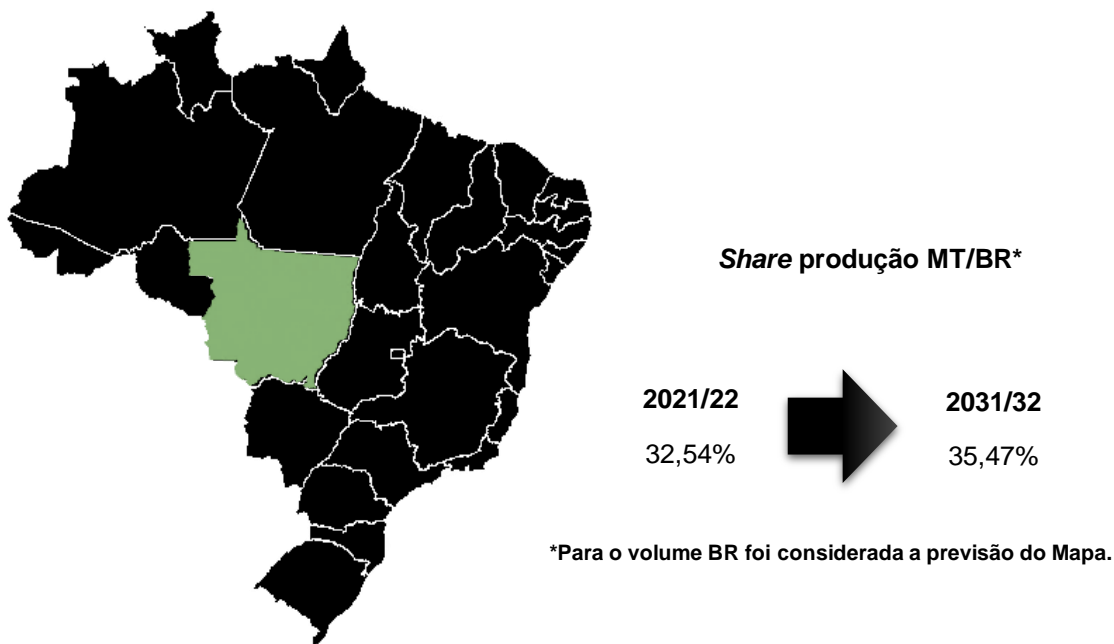 Share produção MT/BR*
2021/22
2031/32
32,54%
35,47%
*Para o volume BR foi considerada a previsão do Mapa.